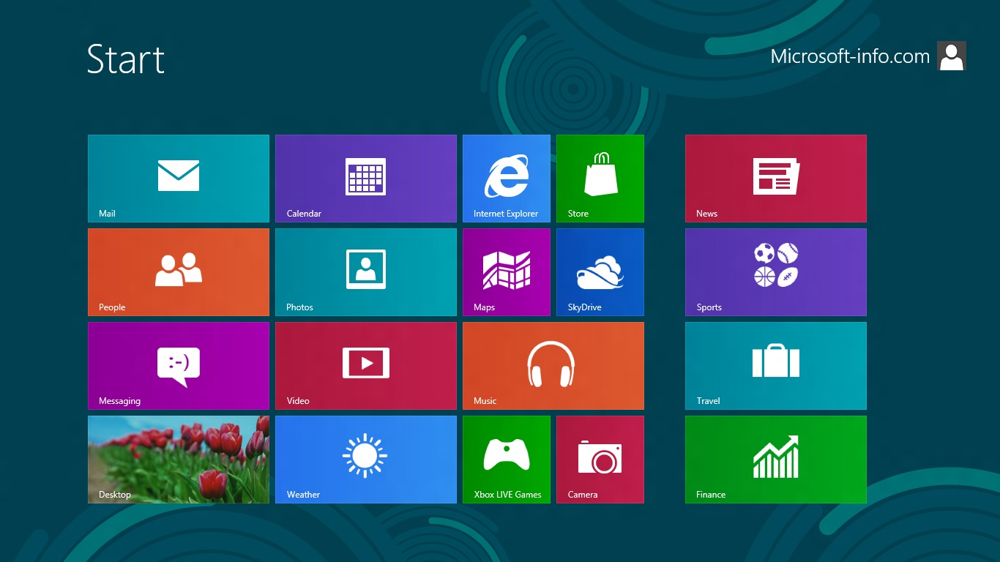 Start
Microsoft-info.com
Mail
Calendar
Internet Explorer
Store
News
People
Photos
Maps
SkyDrive
Sports
Messaging
:-)
Video
Music
Travel
Desktop
Weather
Xbox LIVE Games
Camera
Finance